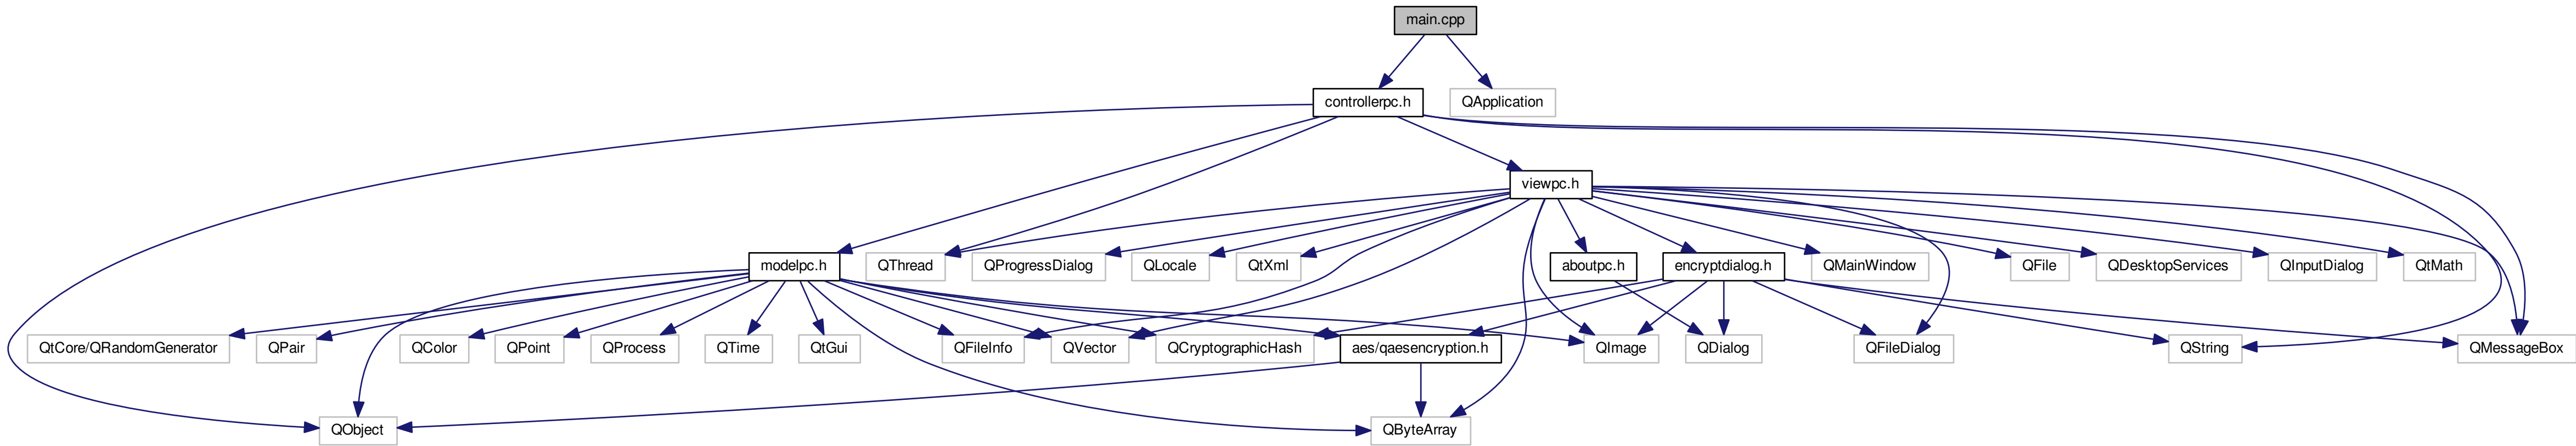 main.cpp
controllerpc.h
QApplication
viewpc.h
modelpc.h
QThread
QProgressDialog
QLocale
QtXml
aboutpc.h
encryptdialog.h
QMainWindow
QFile
QDesktopServices
QInputDialog
QtMath
QtCore/QRandomGenerator
QPair
QColor
QPoint
QProcess
QTime
QtGui
QFileInfo
QVector
QCryptographicHash
aes/qaesencryption.h
QImage
QDialog
QFileDialog
QString
QMessageBox
QObject
QByteArray